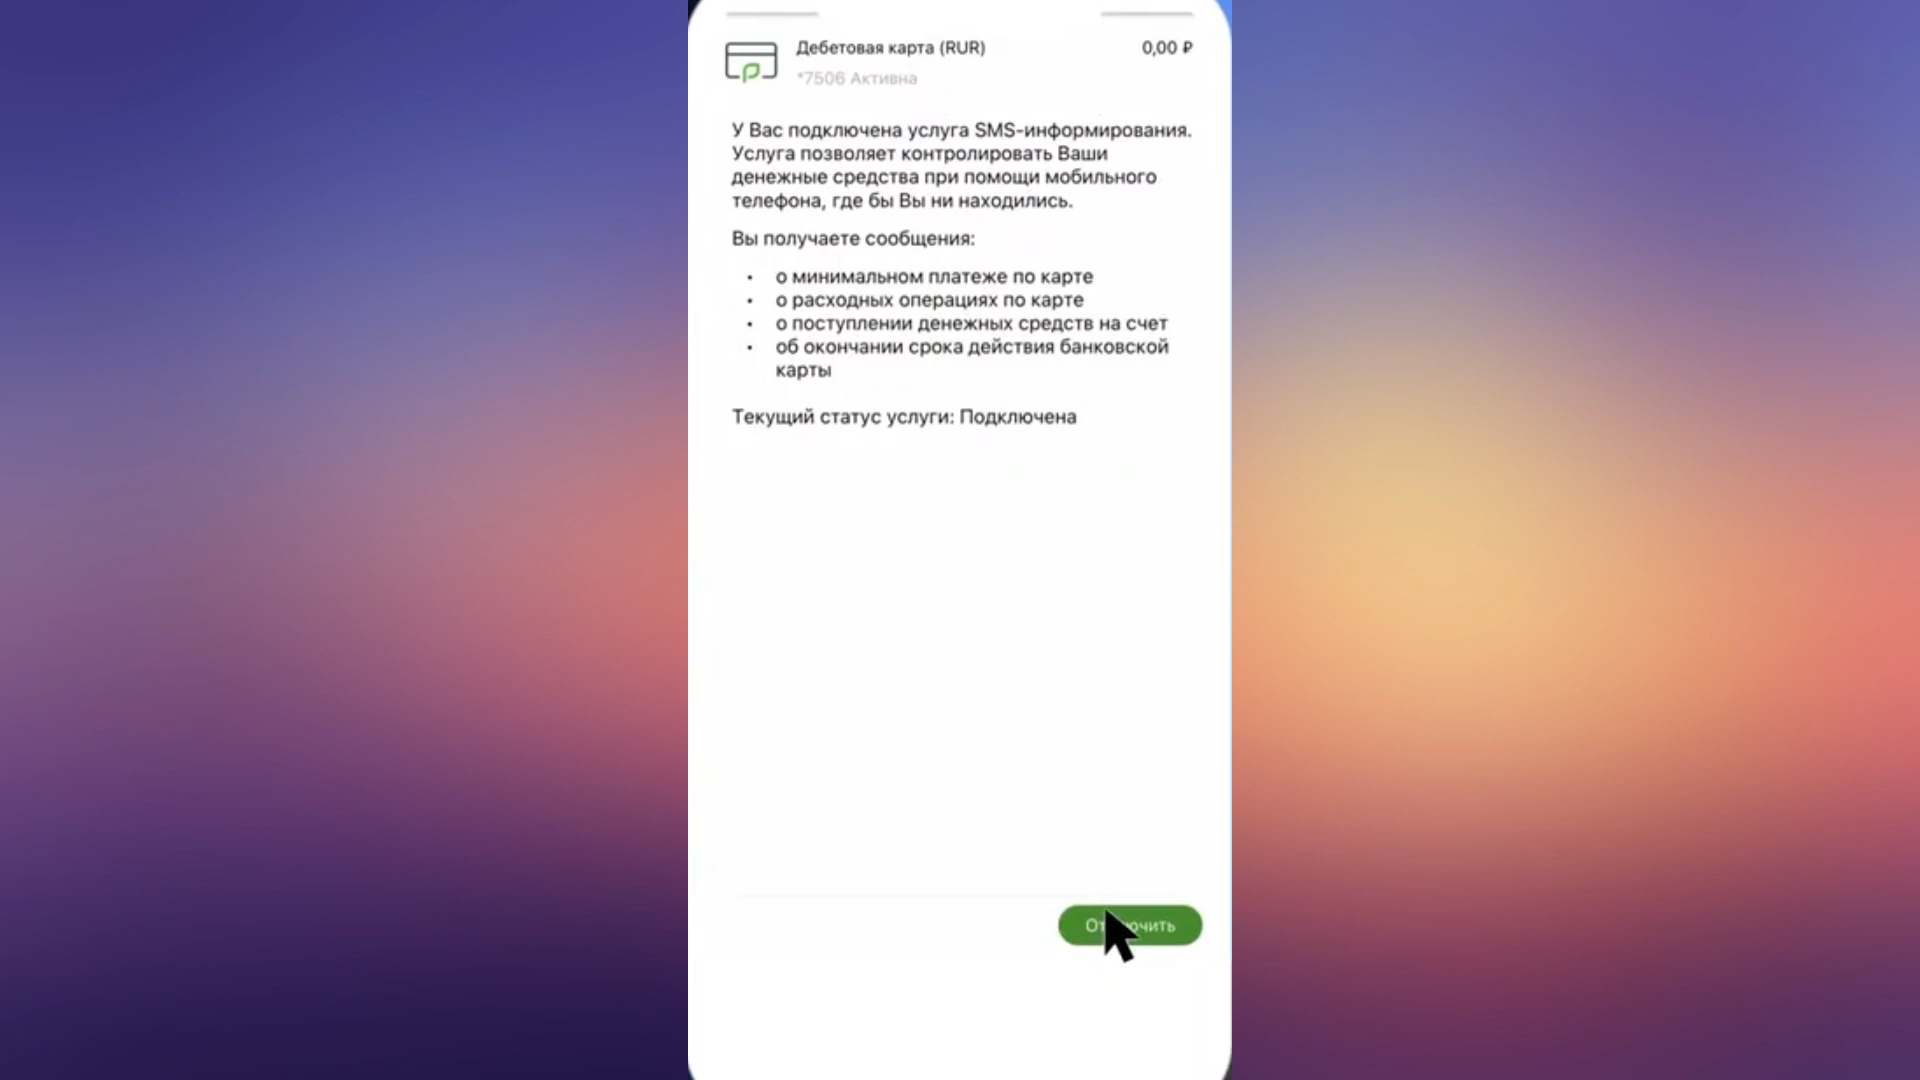 Дебетовая карта (RUR) 0,00 ₽
*7506 Активна
У Вас подключена услуга SMS-информирования.
Услуга позволяет контролировать Ваши
денежные средства при помощи мобильного
телефона, где бы Вы ни находились.
Вы получаете сообщения:
• о минимальном платеже по карте
• о расходных операциях по карте
• о поступлении денежных средств на счет
• об окончании срока действия банковской
карты
Текущий статус услуги: Подключена